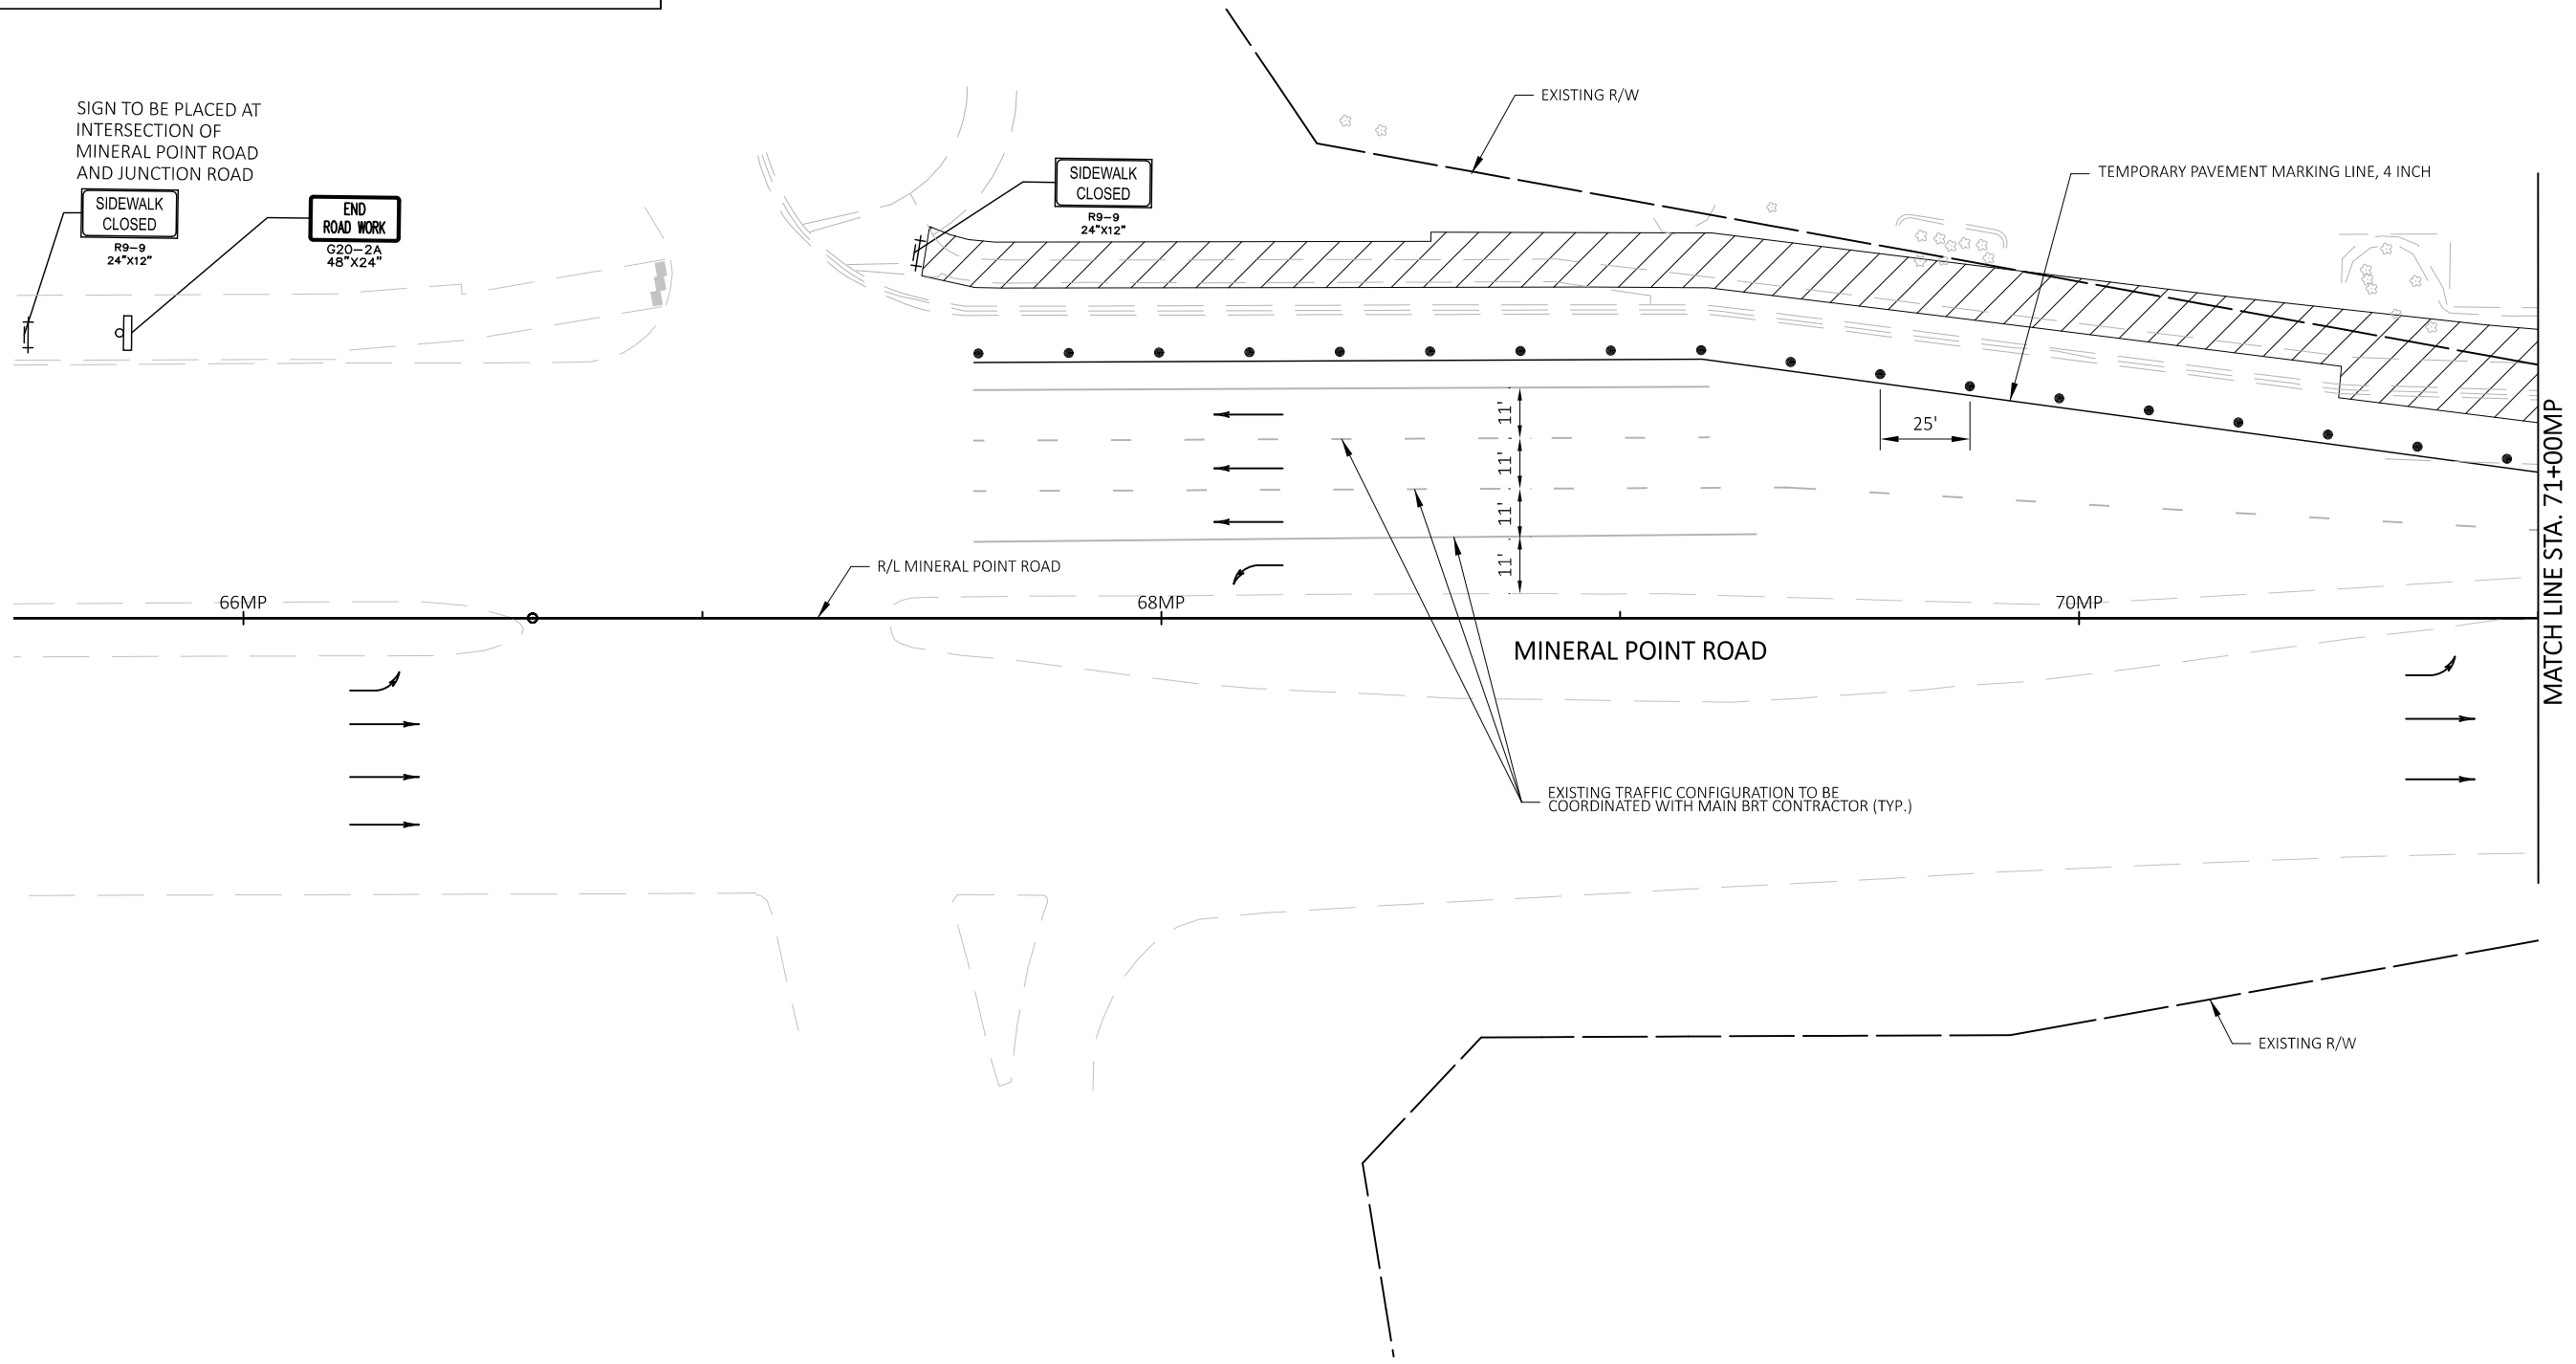 SIGN TO BE PLACED AT
INTERSECTION OF
MINERAL POINT ROAD
AND JUNCTION ROAD
SIDEWALK
CLOSED
R9-9
24"X12"
END
ROAD WORK
G20-2A
48"X24"
SIDEWALK
CLOSED
R9-9
24"X12"
EXISTING R/W
TEMPORARY PAVEMENT MARKING LINE, 4 INCH
11'
11'
11'
11'
25'
R/L MINERAL POINT ROAD
66MP
68MP
70MP
MINERAL POINT ROAD
MATCH LINE STA. 71+00MP
EXISTING TRAFFIC CONFIGURATION TO BE
COORDINATED WITH MAIN BRT CONTRACTOR (TYP.)
EXISTING R/W